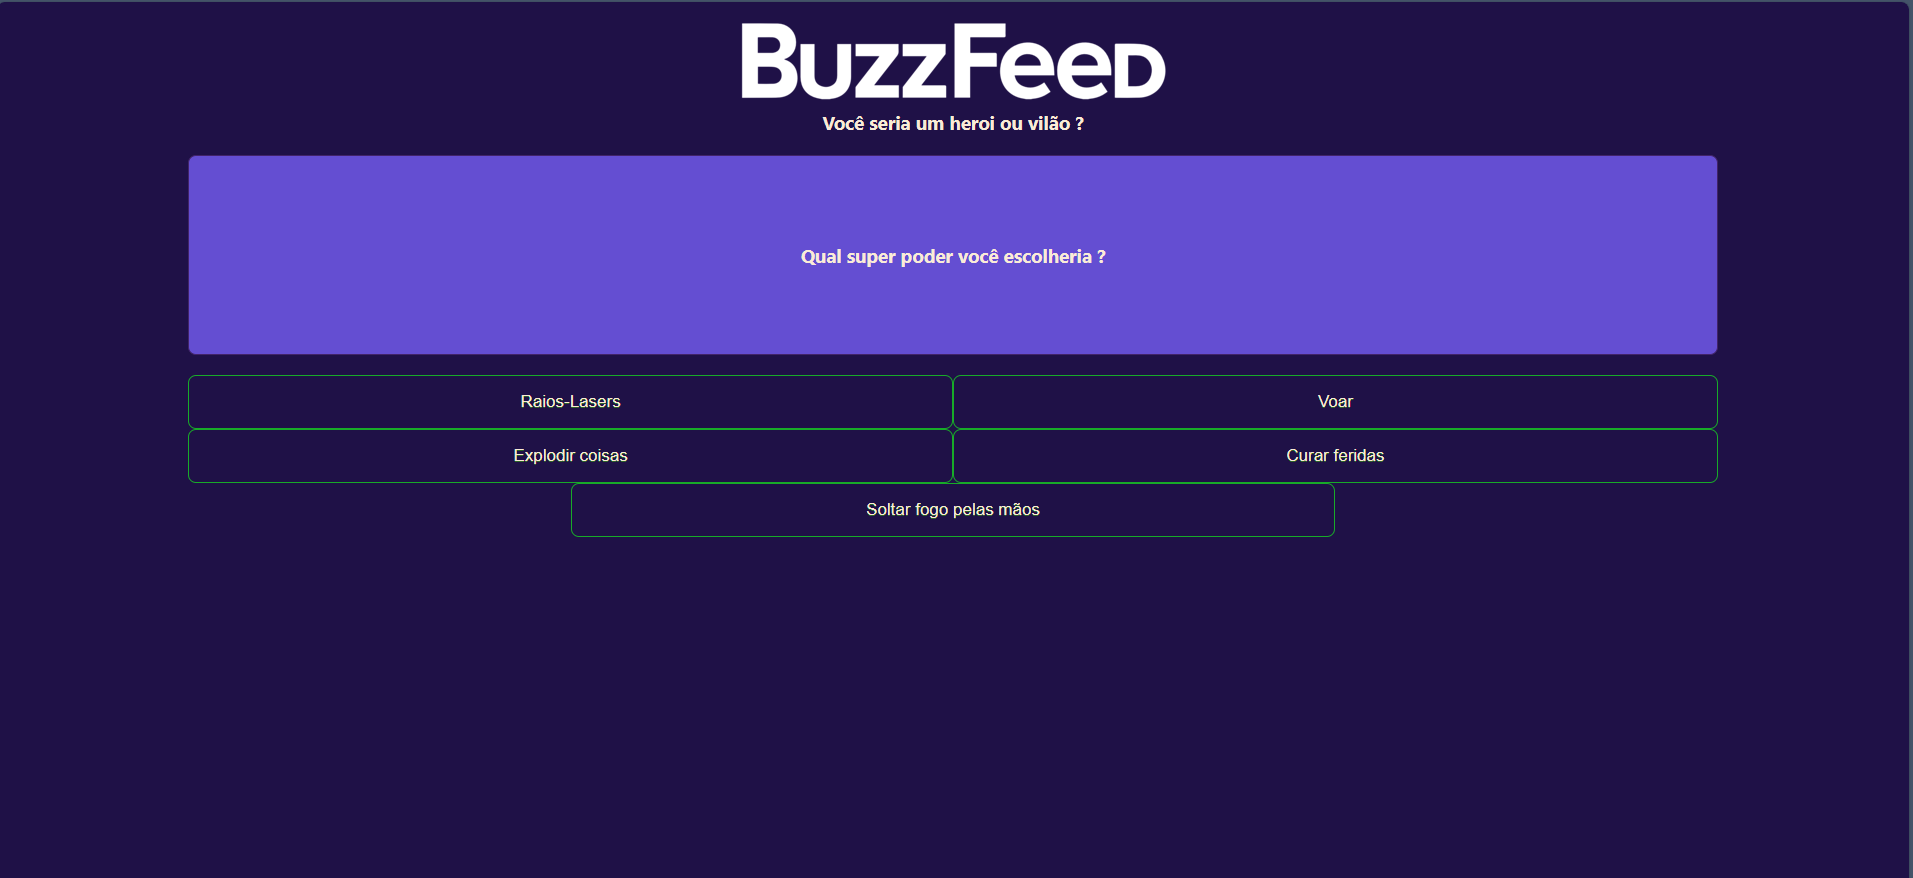 BuzzFeed
Você seria um heroi ou vilão ?
Qual super poder você escolheria ?
Raios-Lasers
Voar
Explodir coisas
Curar feridas
Soltar fogo pelas mãos